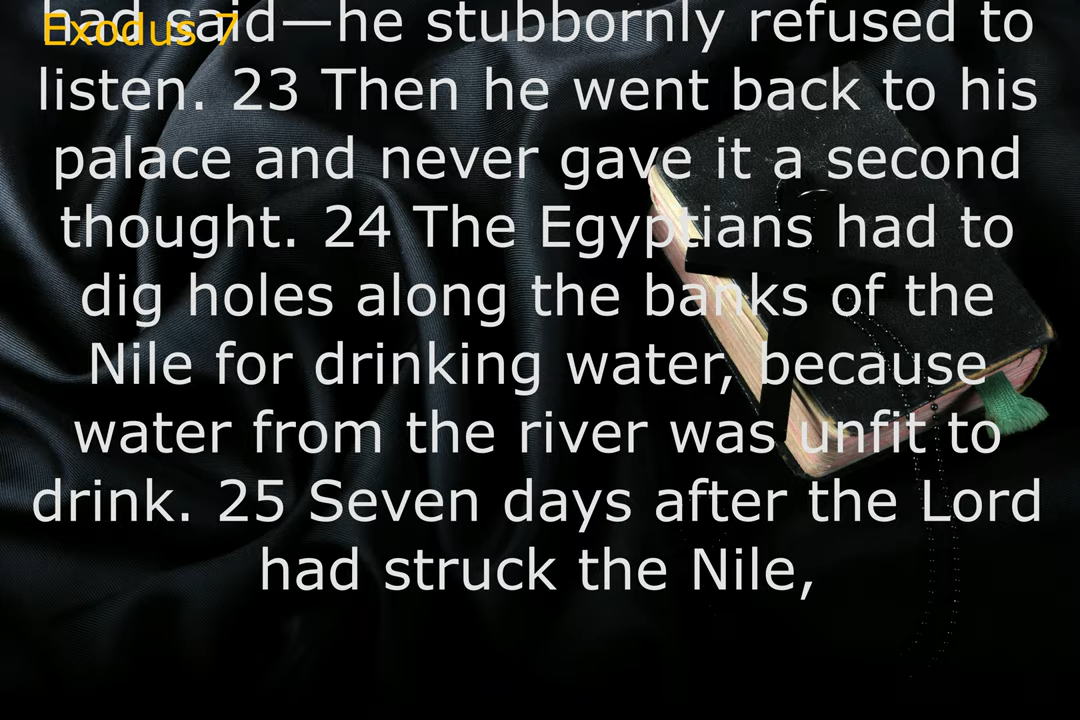 had said—he stubbornly refused to
Exodus 7
listen. 23 Then he went back to his
palace and never gave it a second
thought. 24 The Egyptians had to
dig holes along the banks of the
Nile for drinking water, because
water from the river was unfit to
drink. 25 Seven days after the Lord
had struck the Nile,